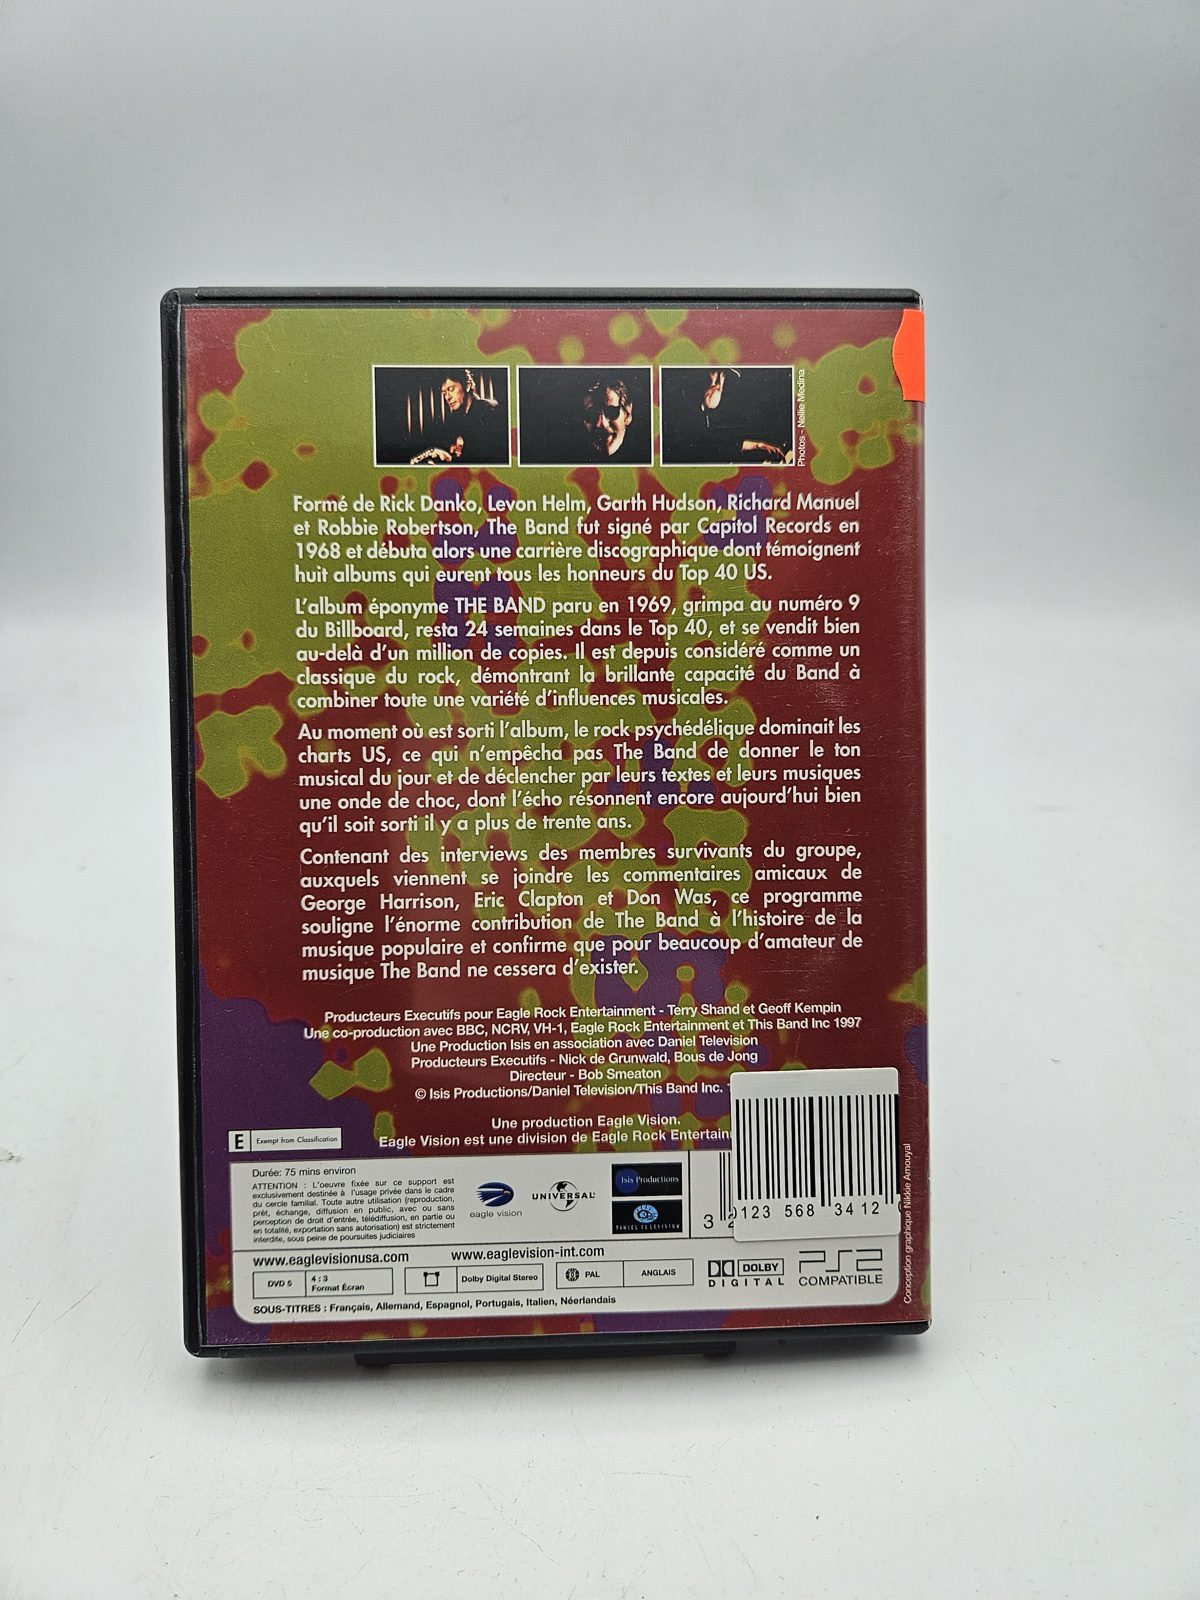 Photos - Nellie Medina
Formé de Rick Danko, Levon Helm, Garth Hudson, Richard Manuel
et Robbie Robertson, The Band fut signé par Capitol Records en
1968 et débuta alors une carrière discographique dont témoignent
huit albums qui eurent tous les honneurs du Top 40 US.
L'album éponyme THE BAND paru en 1969, grimpa au numéro 9
du Billboard, resta 24 semaines dans le Top 40, et se vendit bien
au-delà d'un million de copies. Il est depuis considéré comme un
classique du rock, démontrant la brillante capacité du Band à
combiner toute une variété d'influences musicales.
Au moment où est sorti l'album, le rock psychédélique dominait les
charts US, ce qui n'empêcha pas The Band de donner le ton
musical du jour et de déclencher par leurs textes et leurs musiques
une onde de choc, dont l'écho résonnent encore aujourd'hui bien
qu'il soit sorti il y a plus de trente ans.
Contenant des interviews des membres survivants du groupe,
auxquels viennent se joindre les commentaires amicaux de
George Harrison, Eric Clapton et Don Was, ce programme
souligne l'énorme contribution de The Band à l'histoire de la
musique populaire et confirme que pour beaucoup d'amateur de
musique The Band ne cessera d'exister.
Producteurs Executifs pour Eagle Rock Entertainment - Terry Shand et Geoff Kempin
Une co-production avec BBC, NCRV, VH-1, Eagle Rock Entertainment et This Band Inc 1997
Une Production Isis en association avec Daniel Television
Producteurs Executifs - Nick de Grunwald, Bous de Jong
Directeur - Bob Smeaton
© Isis Productions/Daniel Television/This Band Inc.
Une production Eagle Vision.
Eagle Vision est une division de Eagle Rock
E Exempt from Classification
Durée: 75 mins environ
ATTENTION : L'oeuvre fixée sur ce support est
exclusivement destinée à l'usage privée dans le cadre
du cercle familial. Toute autre utilisation (reproduction,
prêt, échange, diffusion en public, avec ou sans
perception de droit d'entrée, télédiffusion, en partie ou
en totalité, exportation sans autorisation) est strictement
interdite, sous peine de poursuites judiciaires
eagle vision
UNIVERSAL
Isis Productions
DANIEL TELEVISION
3
0123 568 3412
www.eaglevisionusa.com
www.eaglevision-int.com
DVD 5
4 : 3
Format Écran
Dolby Digital Stereo
PAL
ANGLAIS
DOLBY
DIGITAL
PS2
COMPATIBLE
SOUS-TITRES : Français, Allemand, Espagnol, Portugais, Italien, Néerlandais
Conception graphique Nikkie Amouyal